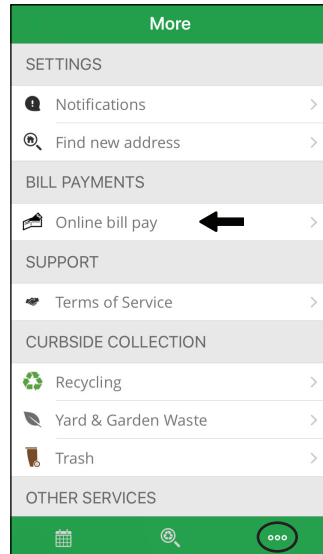 More
SETTINGS
Notifications
Find new address
BILL PAYMENTS
Online bill pay
SUPPORT
Terms of Service
CURBSIDE COLLECTION
Recycling
Yard & Garden Waste
Trash
OTHER SERVICES